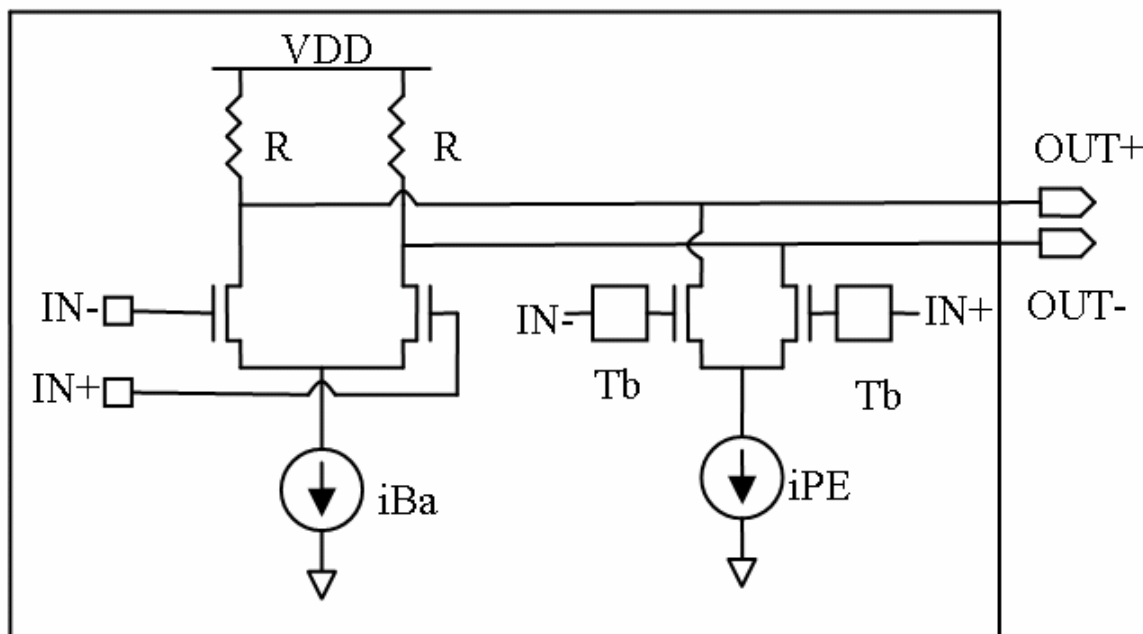 VDD
R
R
OUT+
IN-
IN-
IN+
OUT-
IN+
Tb
Tb
iBa
iPE